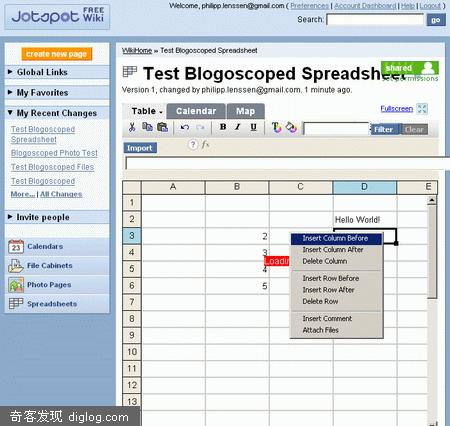 Jotspot FREE Wiki
Welcome, philipp.lenssen@gmail.com ( Preferences | Account Dashboard | Help | Logout )
Search: GO
create new page
Global Links
My Favorites
My Recent Changes
Test Blogoscoped
Spreadsheet
Blogoscoped Photo Test
Test Blogoscoped Files
Test Blogoscoped
More... | All Changes
Invite people
Calendars
File Cabinets
Photo Pages
Spreadsheets
WikiHome » Test Blogoscoped Spreadsheet
Test Blogoscoped Spreadsheet
shared
Version 1, changed by philipp.lenssen@gmail.com. 1 minute ago.
Table Calendar Map
Fullscreen
B I U
Filter Clear
Import ? fx
A B C D E
1
2 Hello World!
3 2
4 3
Loadin
5 4
6 5
7
8
9
10
11
12
13
Insert Column Before
Insert Column After
Delete Column
Insert Row Before
Insert Row After
Delete Row
Insert Comment
Attach Files
奇客发现 diglog.com